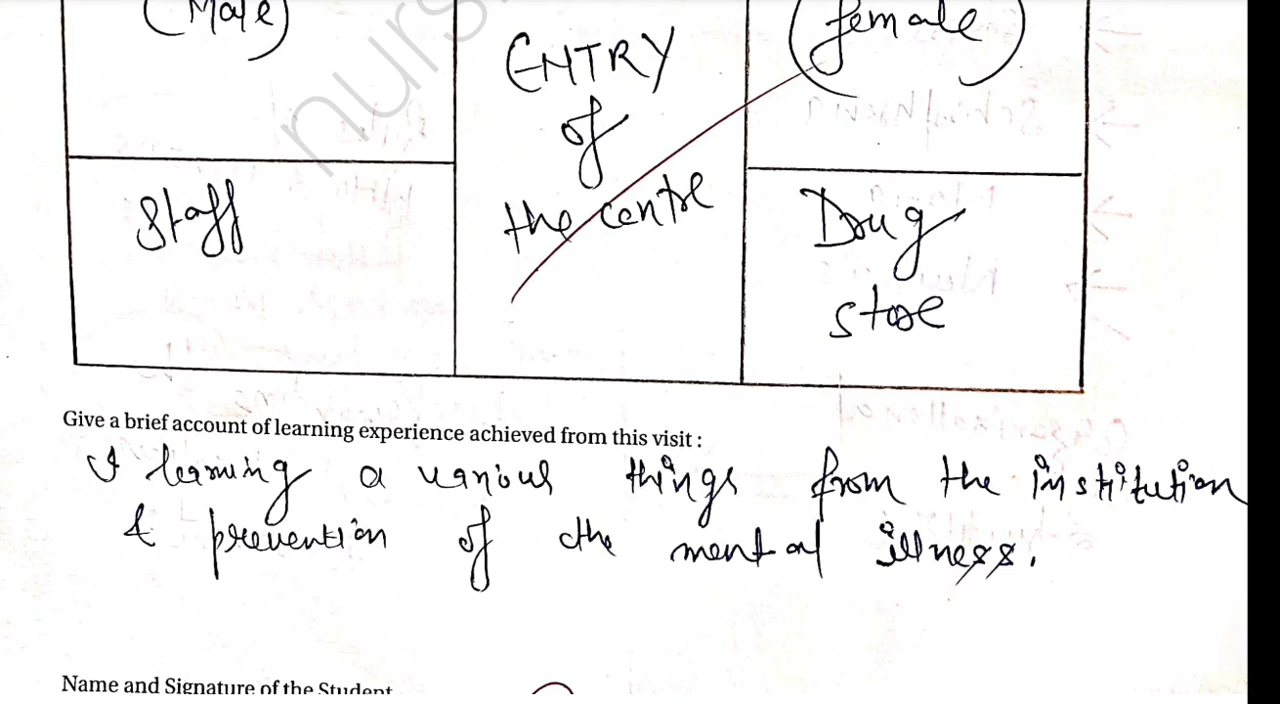 (Male)
ENTRY
of
the centre
(female)
Staff
Drug
store
nurs
Give a brief account of learning experience achieved from this visit :
I learning a various things from the institution
& prevention of the mental illness.
Name and Signature of the Student